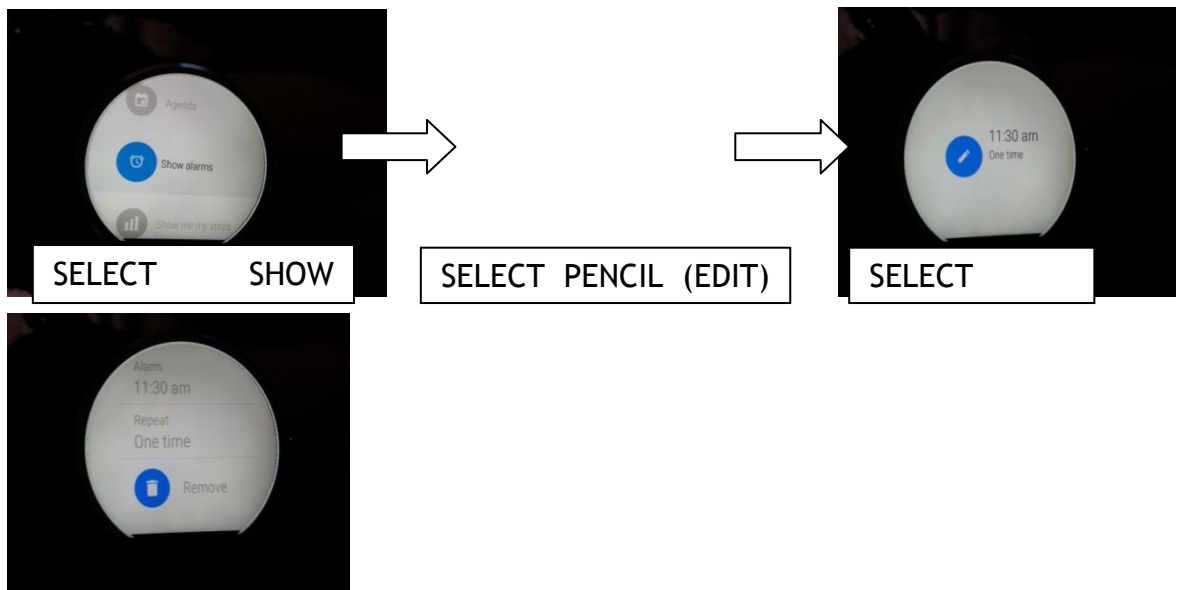 Agenda
Show alarms
Show me my steps
SELECT SHOW
SELECT PENCIL (EDIT)
11:30 am
One time
SELECT
Alarm
11:30 am
Repeat
One time
Remove